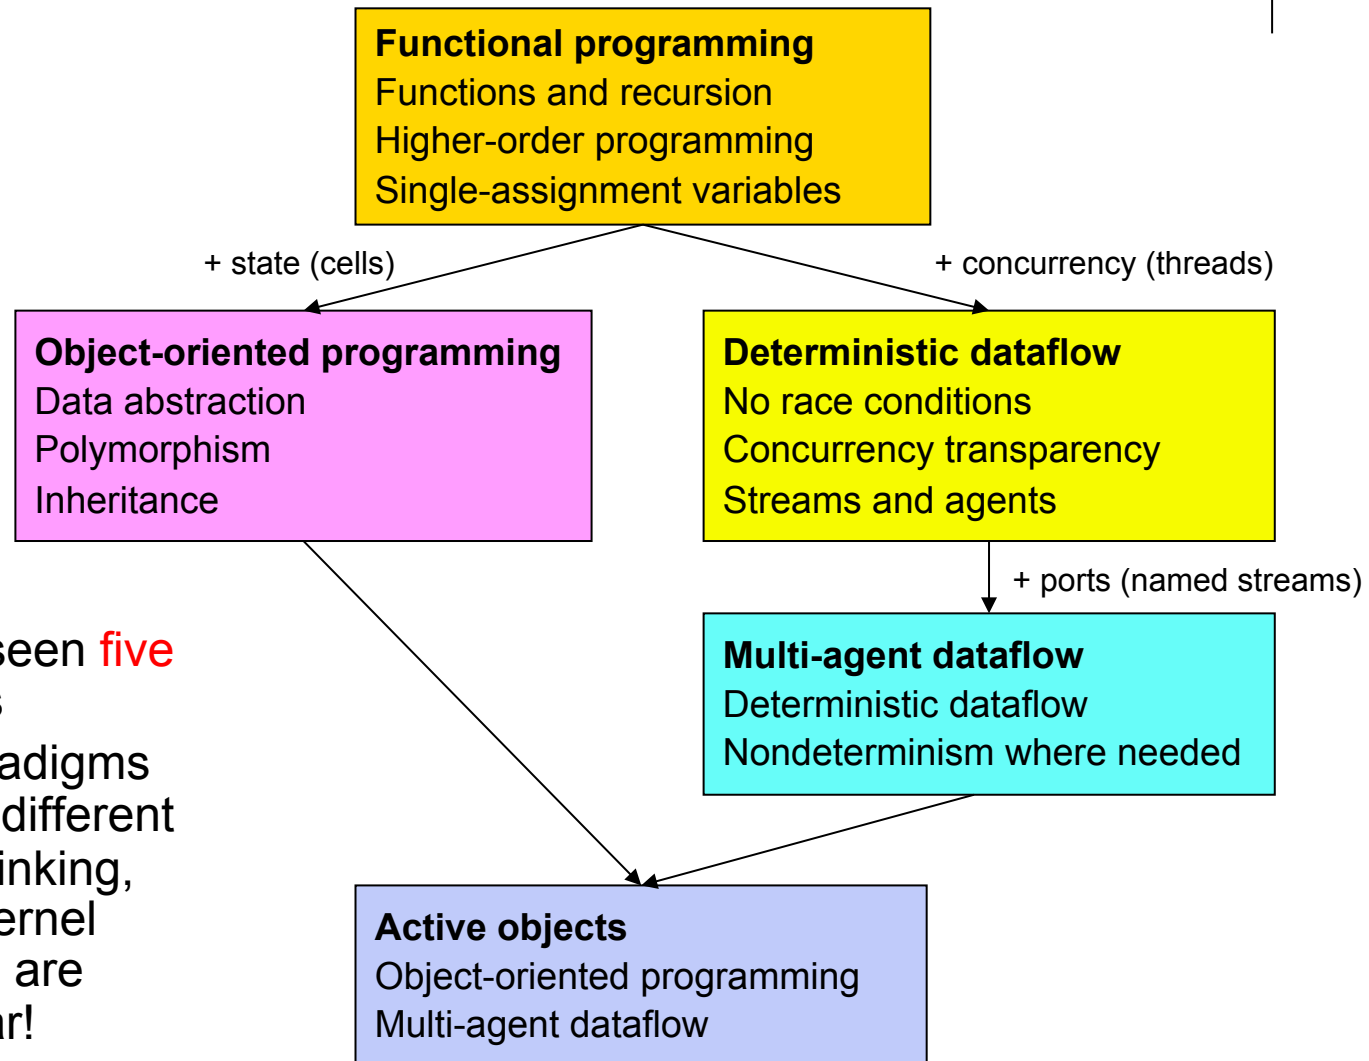 Functional programming
Functions and recursion
Higher-order programming
Single-assignment variables
+ state (cells)
+ concurrency (threads)
Object-oriented programming
Data abstraction
Polymorphism
Inheritance
Deterministic dataflow
No race conditions
Concurrency transparency
Streams and agents
+ ports (named streams)
Multi-agent dataflow
Deterministic dataflow
Nondeterminism where needed
seen five
s
adigms
different
inking,
ernel
are
ar!
Active objects
Object-oriented programming
Multi-agent dataflow